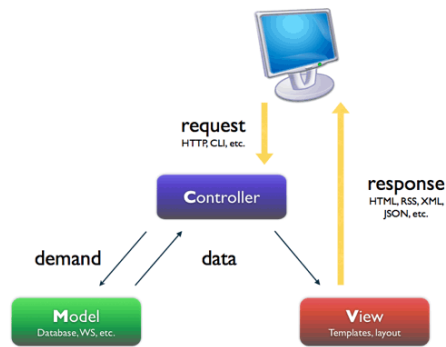 request
HTTP, CLI, etc.
Controller
response
HTML, RSS, XML,
JSON, etc.
demand
data
Model
Database, WS, etc.
View
Templates, layout